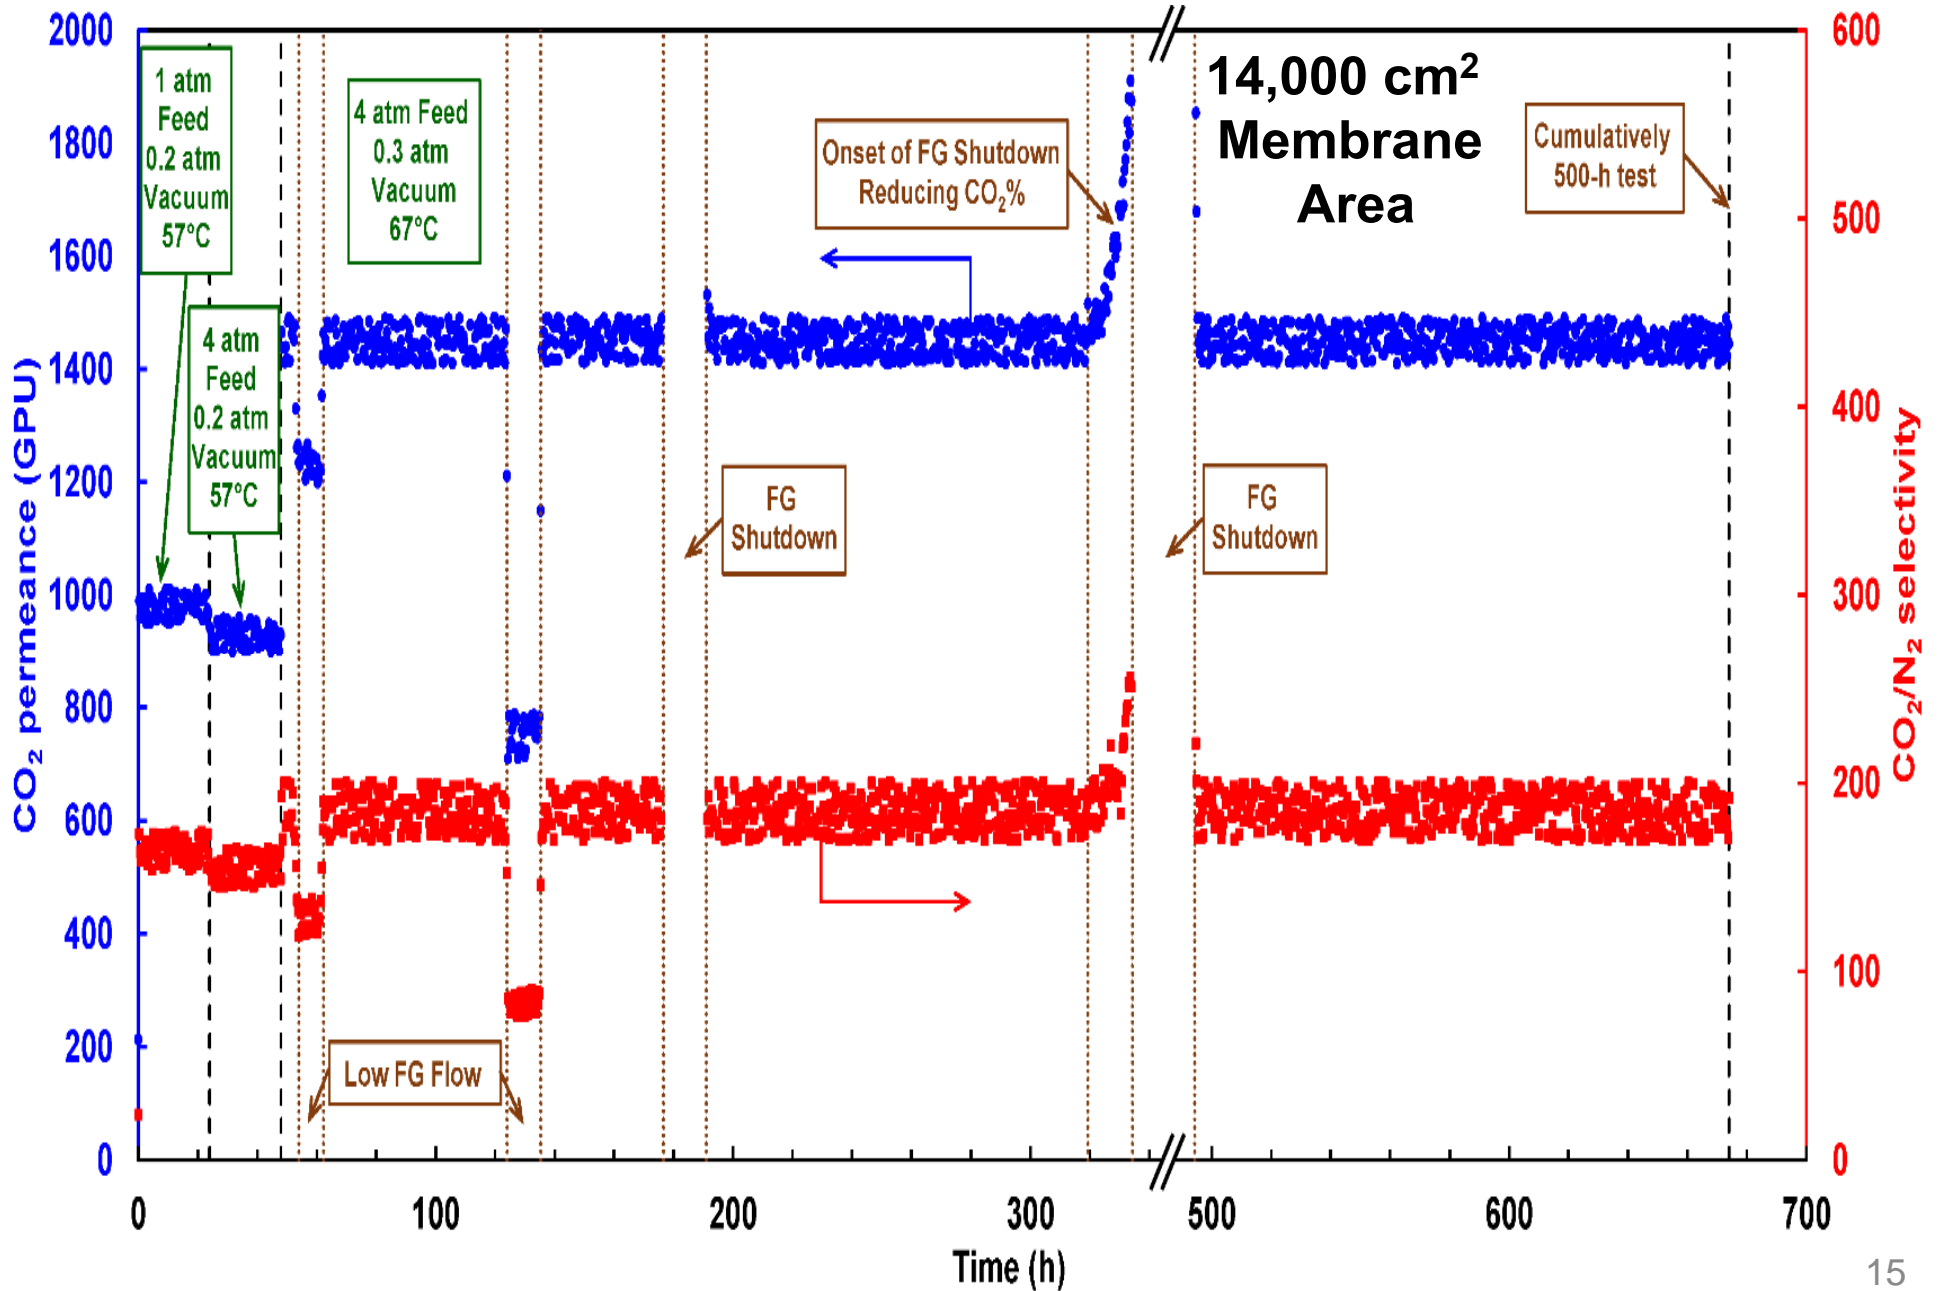 2000
1800
1600
1400
1200
1000
800
600
400
200
0
CO₂ permeance (GPU)
1 atm
Feed
0.2 atm
Vacuum
57°C
4 atm
Feed
0.2 atm
Vacuum
57°C
4 atm Feed
0.3 atm
Vacuum
67°C
Onset of FG Shutdown
Reducing CO₂%
14,000 cm²
Membrane
Area
Cumulatively
500-h test
FG
Shutdown
FG
Shutdown
Low FG Flow
600
500
400
300
200
100
0
CO₂/N₂ selectivity
0 100 200 300 500 600 700
Time (h)
15